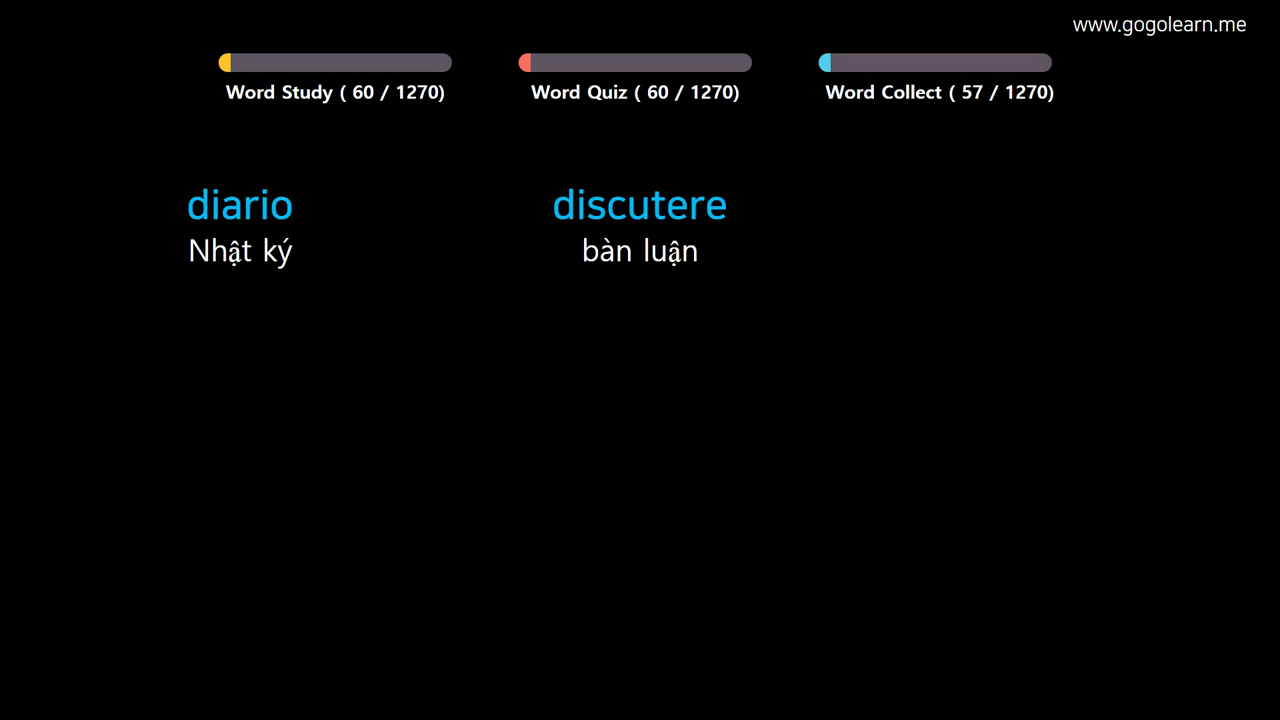 www.gogolearn.me
Word Study ( 60 / 1270)
Word Quiz ( 60 / 1270)
Word Collect ( 57 / 1270)
diario
Nhật ký
discutere
bàn luận